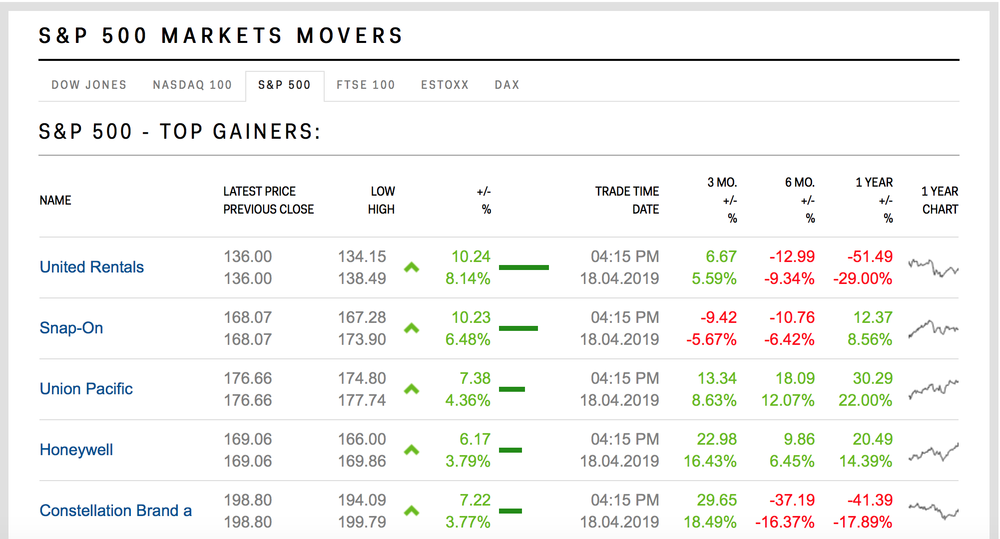 S&P 500 MARKETS MOVERS
DOW JONES NASDAQ 100 S&P 500 FTSE 100 ESTOXX DAX
S&P 500 - TOP GAINERS:
NAME LATEST PRICE PREVIOUS CLOSE LOW HIGH +/- % TRADE TIME DATE 3 MO. +/- % 6 MO. +/- % 1 YEAR +/- % 1 YEAR CHART
United Rentals
136.00 134.15 10.24 04:15 PM 6.67 -12.99 -51.49
136.00 138.49 8.14% 18.04.2019 5.59% -9.34% -29.00%
Snap-On
168.07 167.28 10.23 04:15 PM -9.42 -10.76 12.37
168.07 173.90 6.48% 18.04.2019 -5.67% -6.42% 8.56%
Union Pacific
176.66 174.80 7.38 04:15 PM 13.34 18.09 30.29
176.66 177.74 4.36% 18.04.2019 8.63% 12.07% 22.00%
Honeywell
169.06 166.00 6.17 04:15 PM 22.98 9.86 20.49
169.06 169.86 3.79% 18.04.2019 16.43% 6.45% 14.39%
Constellation Brand a
198.80 194.09 7.22 04:15 PM 29.65 -37.19 -41.39
198.80 199.79 3.77% 18.04.2019 18.49% -16.37% -17.89%